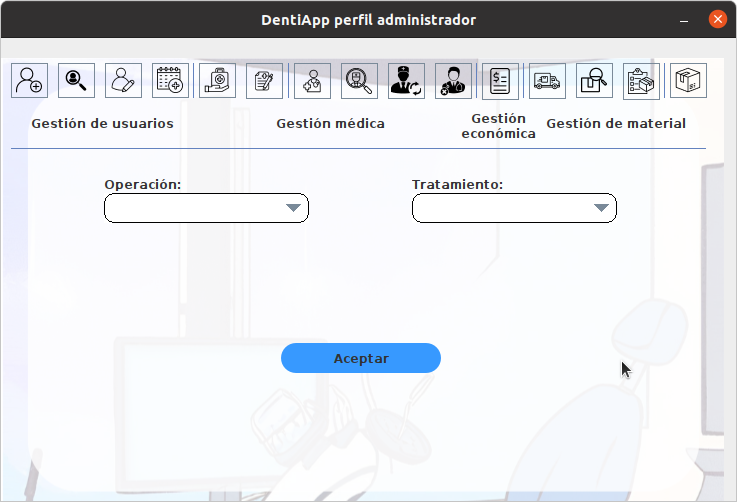 DentiApp perfil administrador
Gestión de usuarios
Gestión médica
Gestión
económica
Gestión de material
Operación:
Tratamiento:
Aceptar